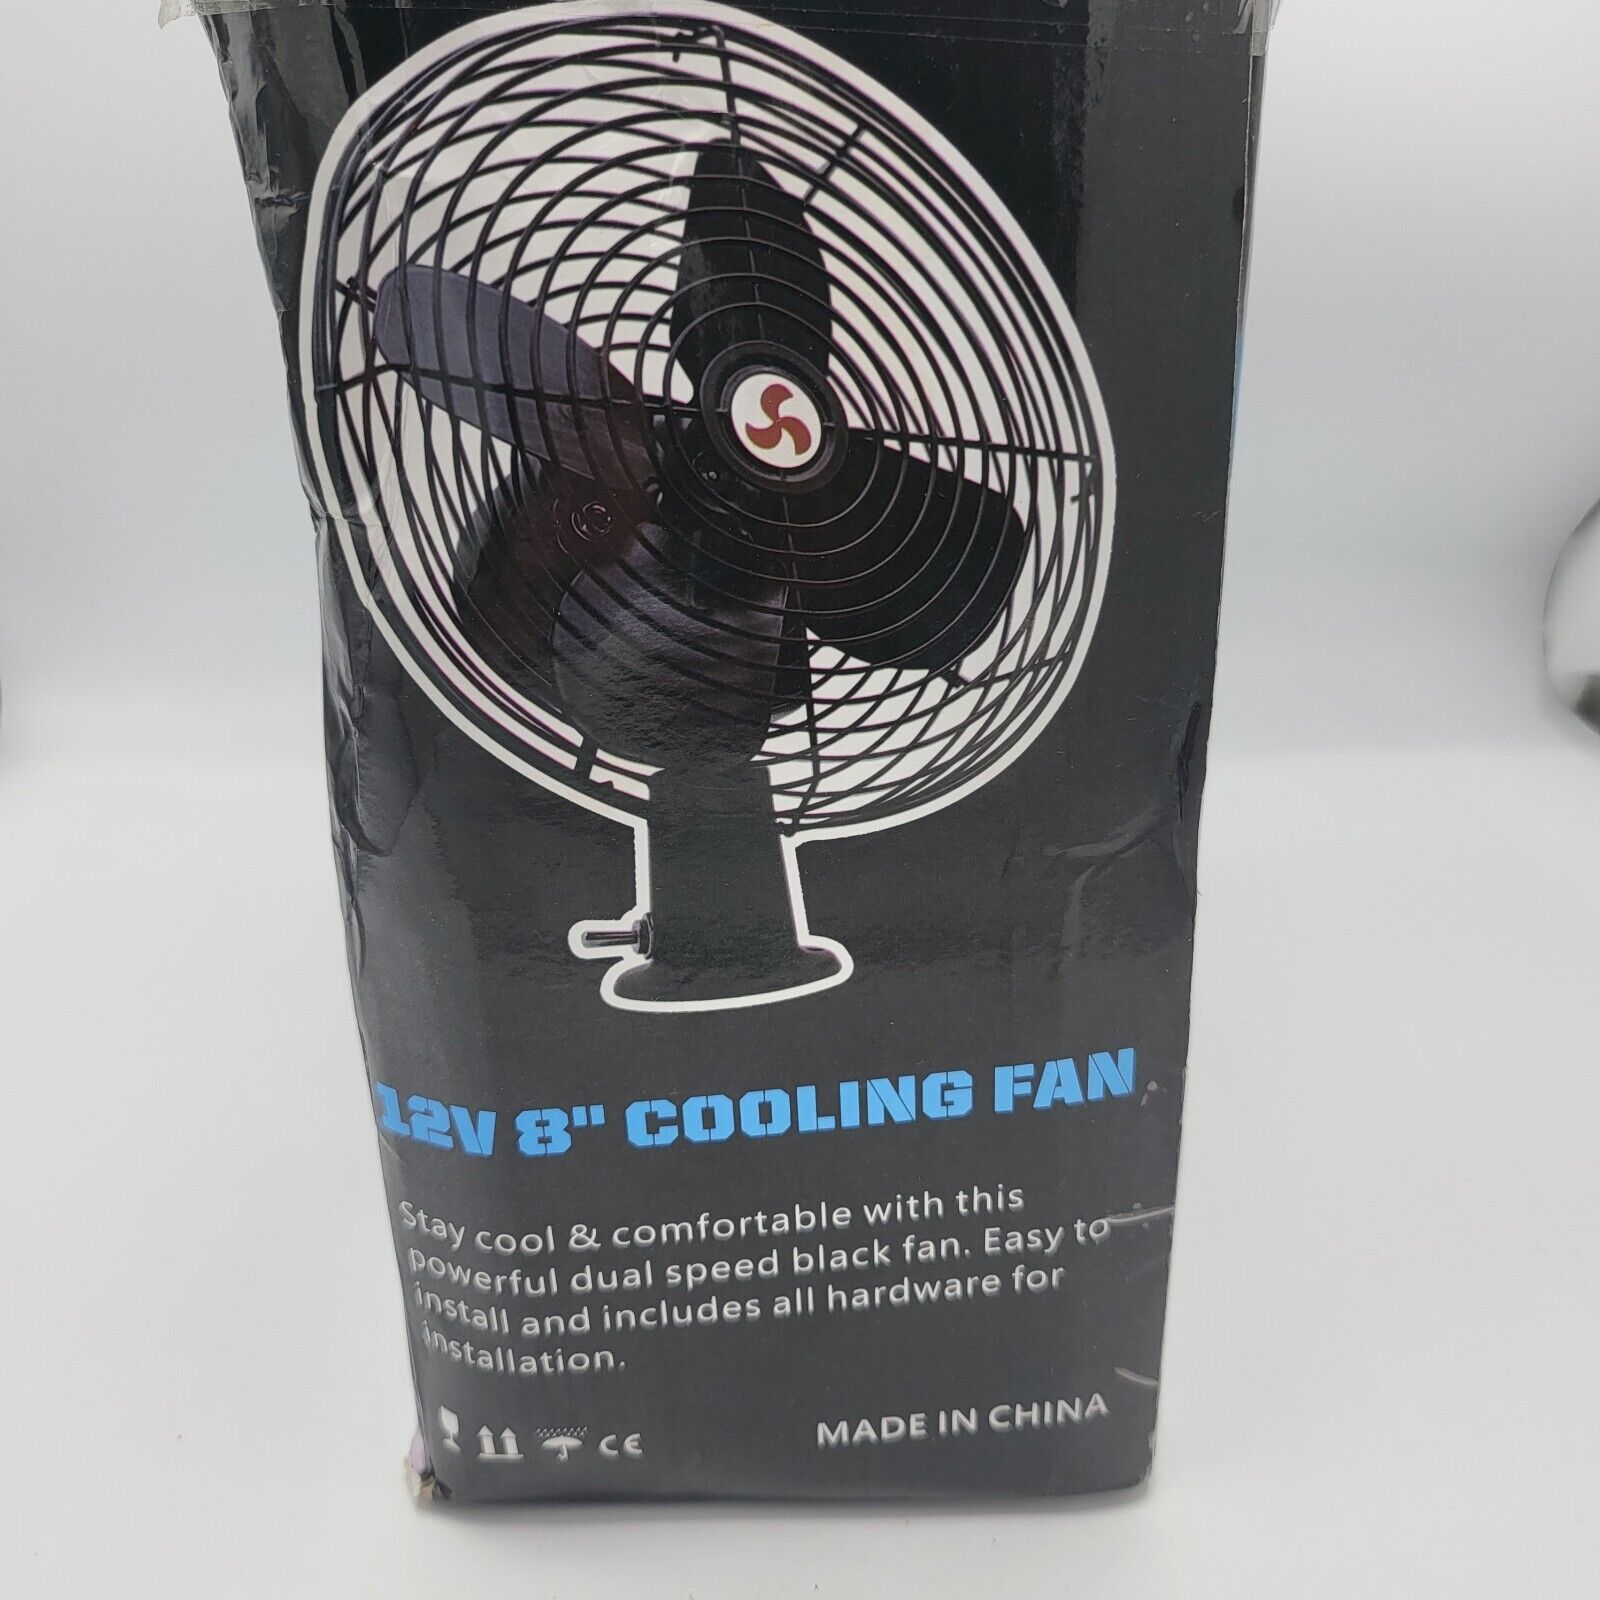 12V 8" COOLING FAN
Stay cool & comfortable with this
powerful dual speed black fan. Easy to
install and includes all hardware for
installation.
CE
MADE IN CHINA